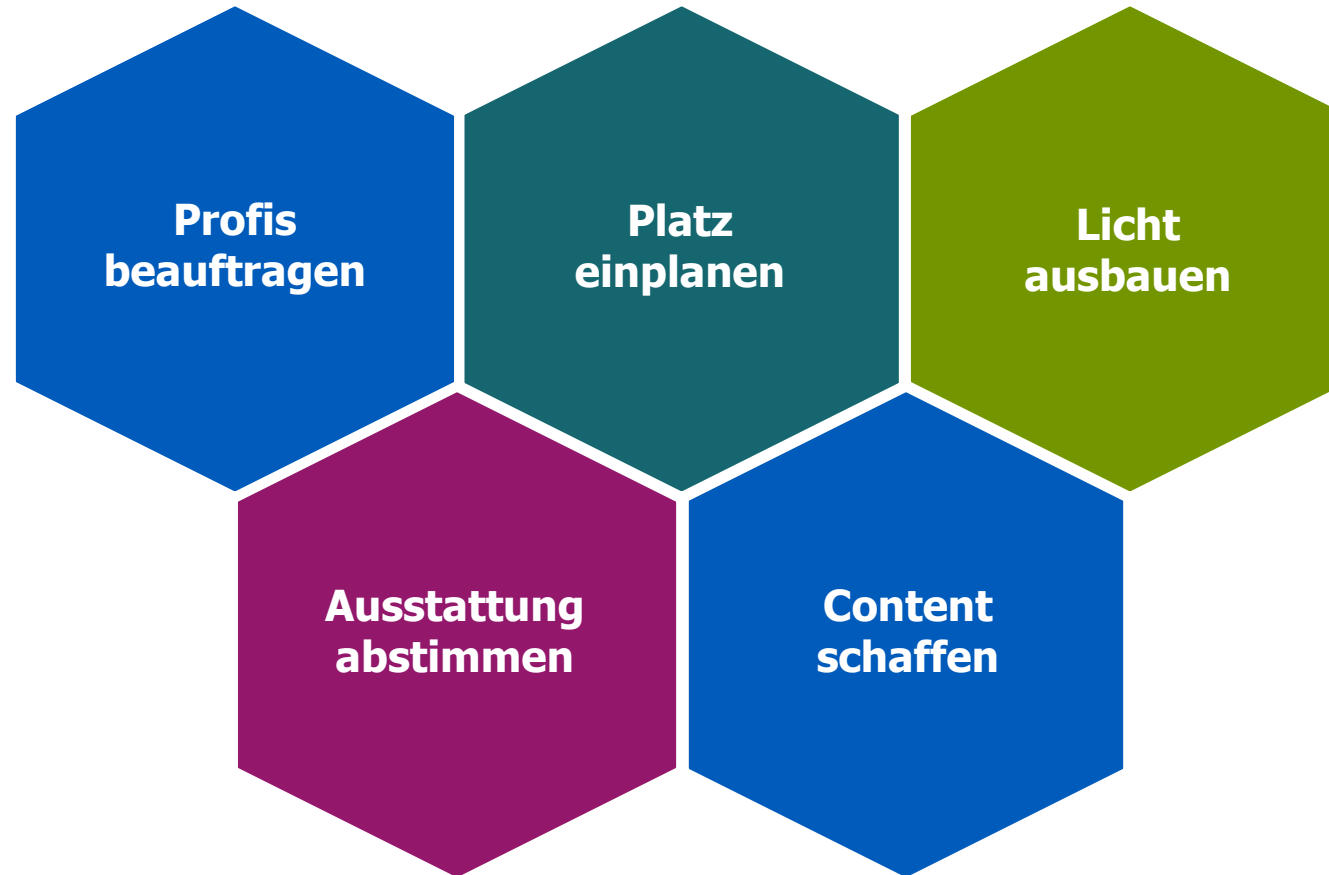 Profis
beauftragen
Platz
einplanen
Licht
ausbauen
Ausstattung
abstimmen
Content
schaffen